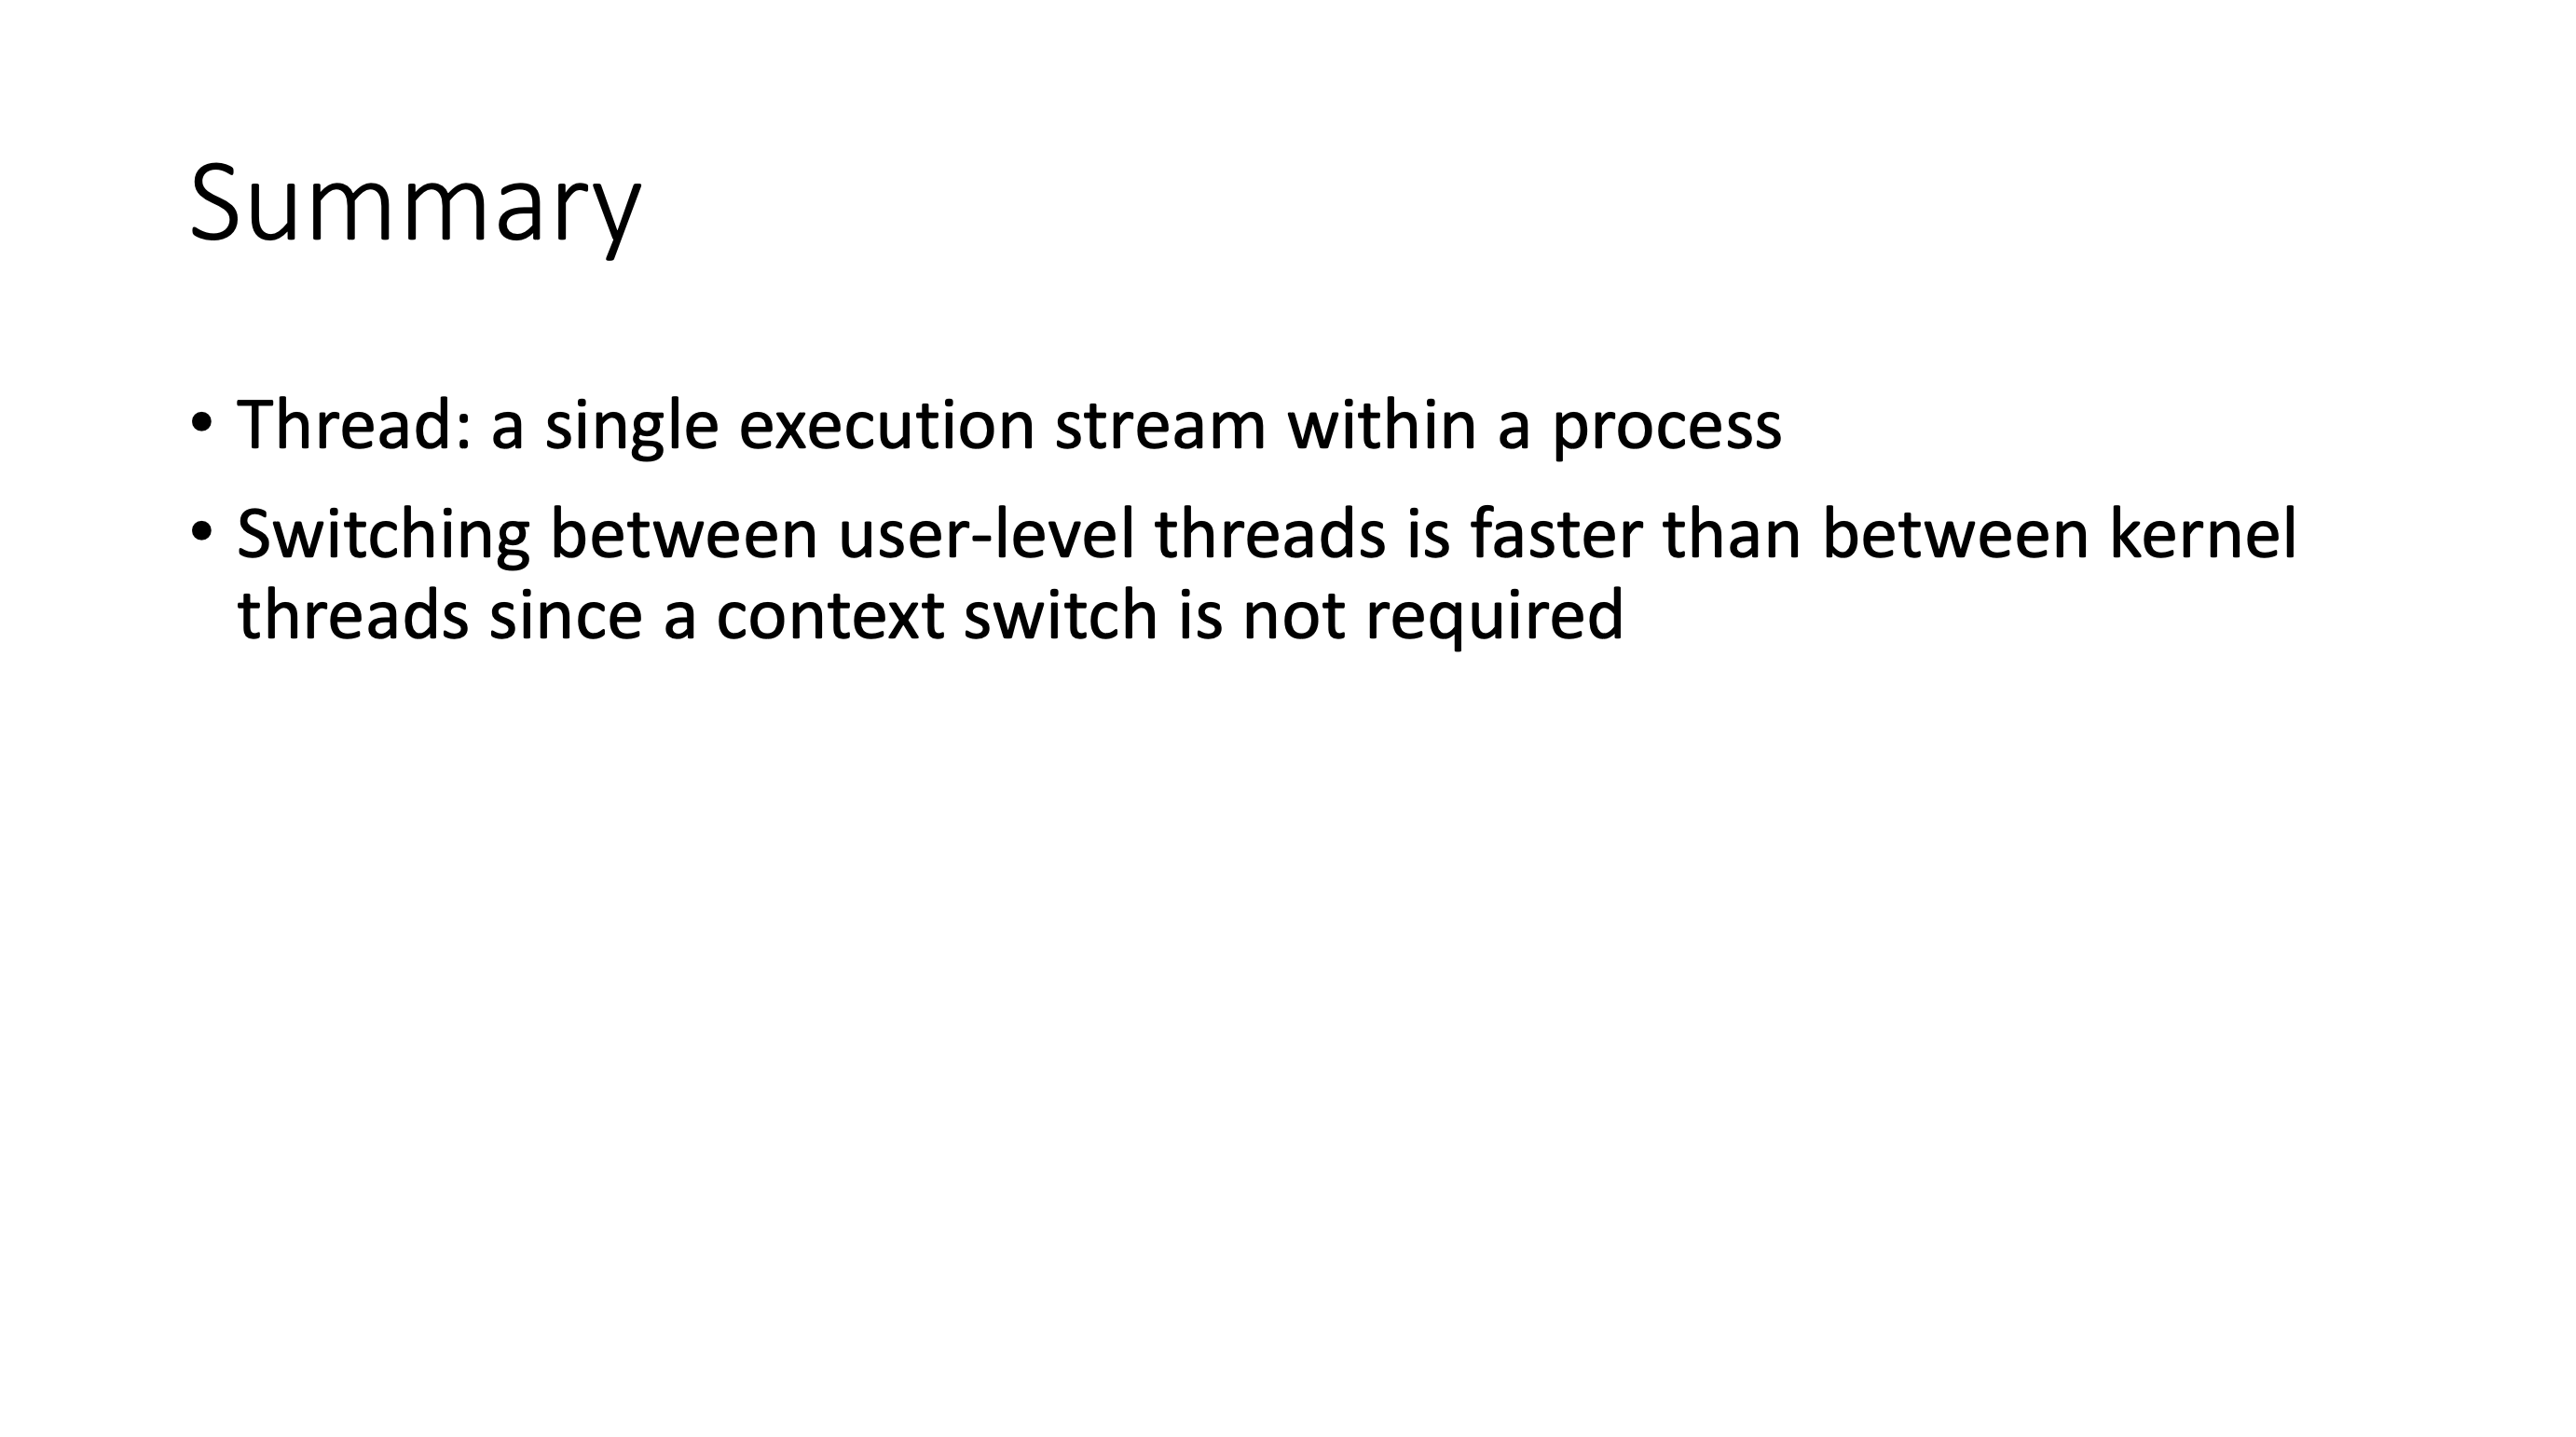 Summary
• Thread: a single execution stream within a process
• Switching between user-level threads is faster than between kernel
threads since a context switch is not required